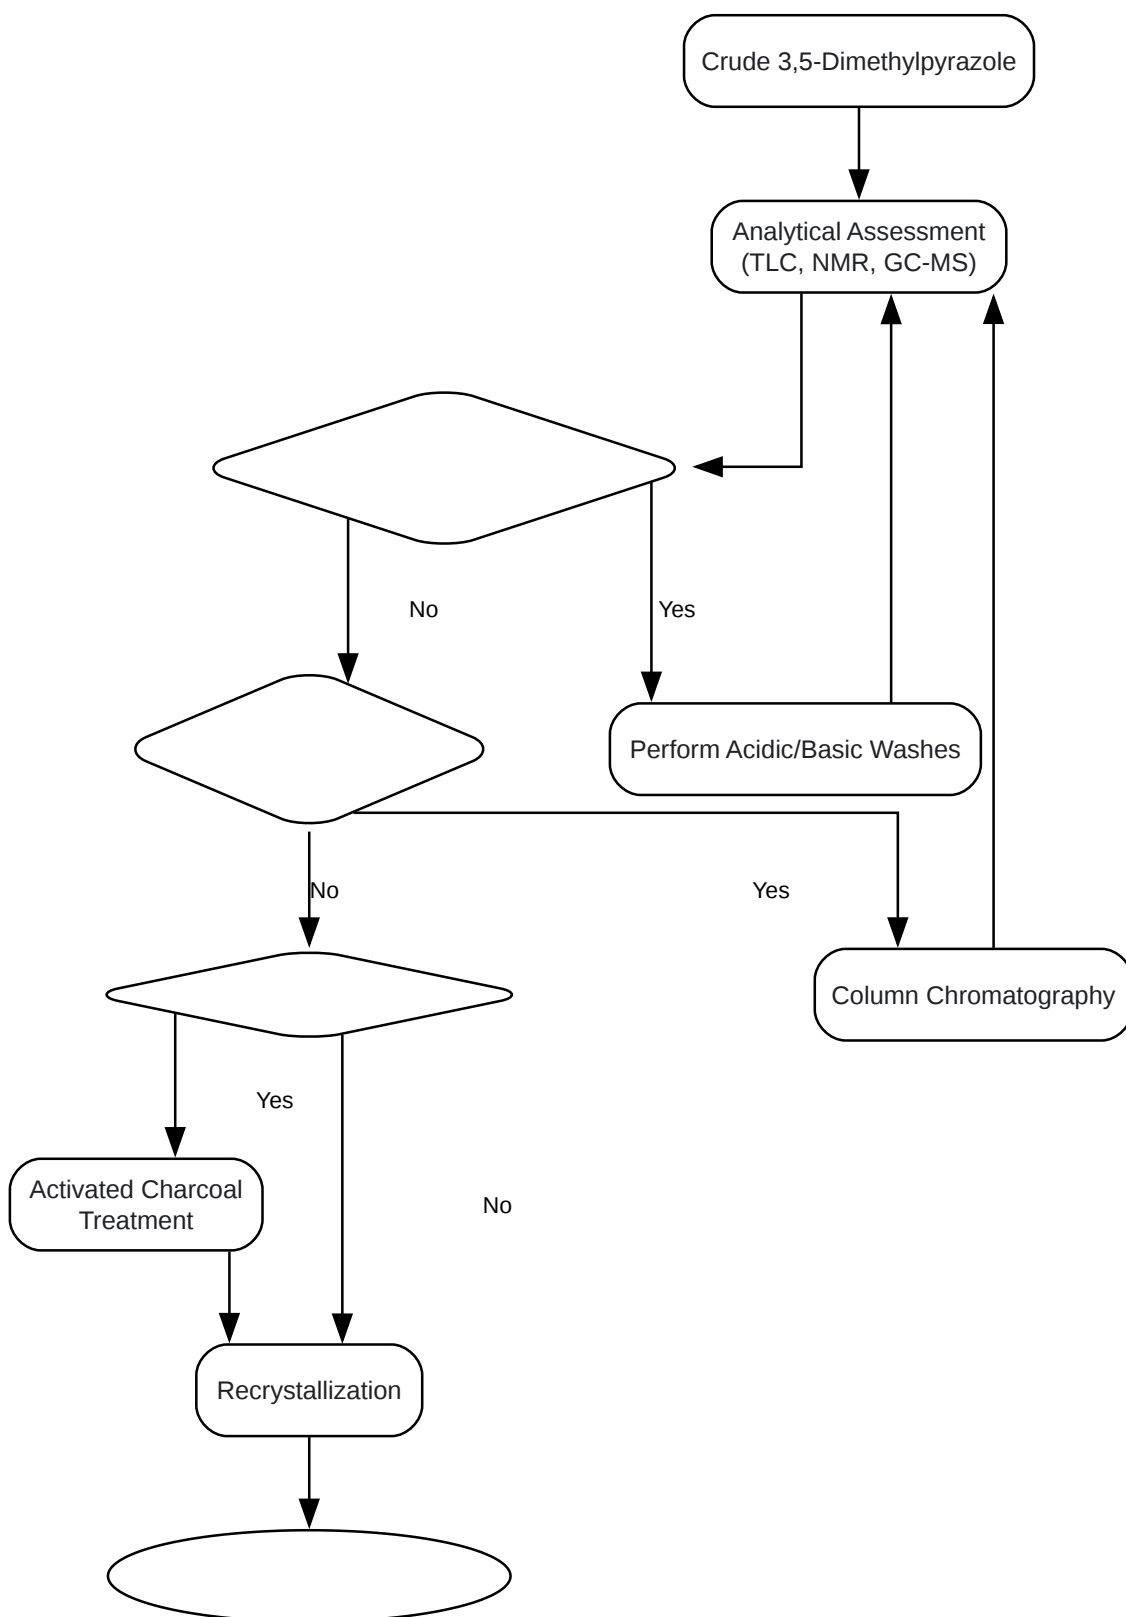 Crude 3,5-Dimethylpyrazole
Analytical Assessment
(TLC, NMR, GC-MS)
No
Yes
Perform Acidic/Basic Washes
No
Yes
Column Chromatography
Yes
Activated Charcoal
Treatment
No
Recrystallization